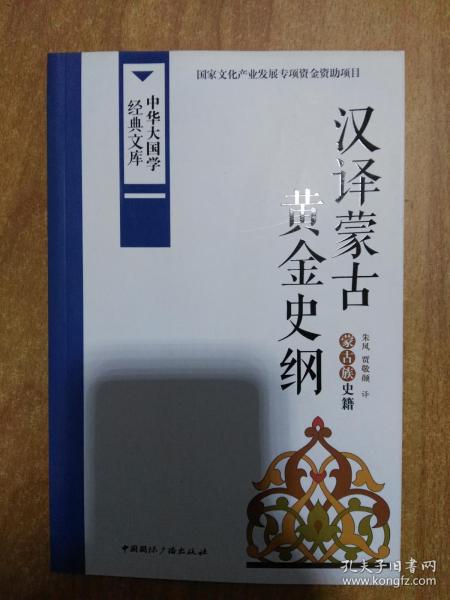 国家文化产业发展专项资金资助项目
中华大国学
经典文库
汉译蒙古
黄金史纲
蒙古族史籍
朱风 贾敬颜 译
中国国际广播出版社
孔夫子旧书网
www.kongfz.com